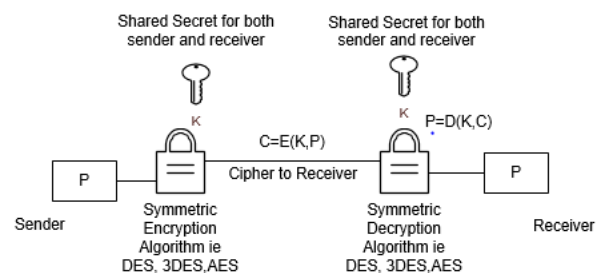 Shared Secret for both
sender and receiver
Shared Secret for both
sender and receiver
K
K
P=D(K,C)
C=E(K,P)
P
Cipher to Receiver
P
Sender
Symmetric
Encryption
Algorithm ie
DES, 3DES,AES
Symmetric
Decryption
Algorithm ie
DES, 3DES,AES
Receiver